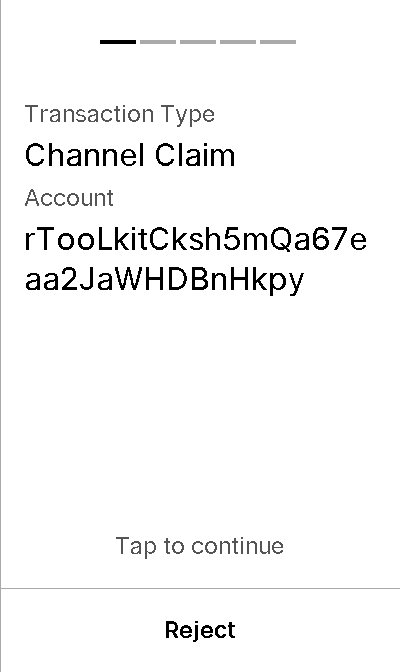 Transaction Type
Channel Claim
Account
rTooLkitCksh5mQa67e
aa2JaWHDBnHkpy
Tap to continue
Reject